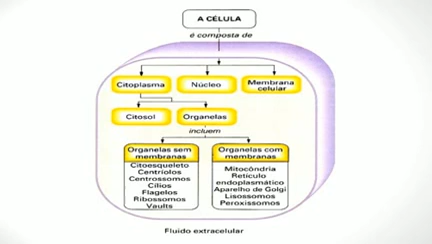 A CÉLULA
é composta de
Citoplasma
Núcleo
Membrana
celular
Citosol
Organelas
incluem
Organelas sem
membranas
Citoesqueleto
Centríolos
Centrossomos
Cílios
Flagelos
Ribossomos
Vaults
Organelas com
membranas
Mitocôndria
Retículo
endoplasmático
Aparelho de Golgi
Lisossomos
Peroxissomos
Fluido extracelular